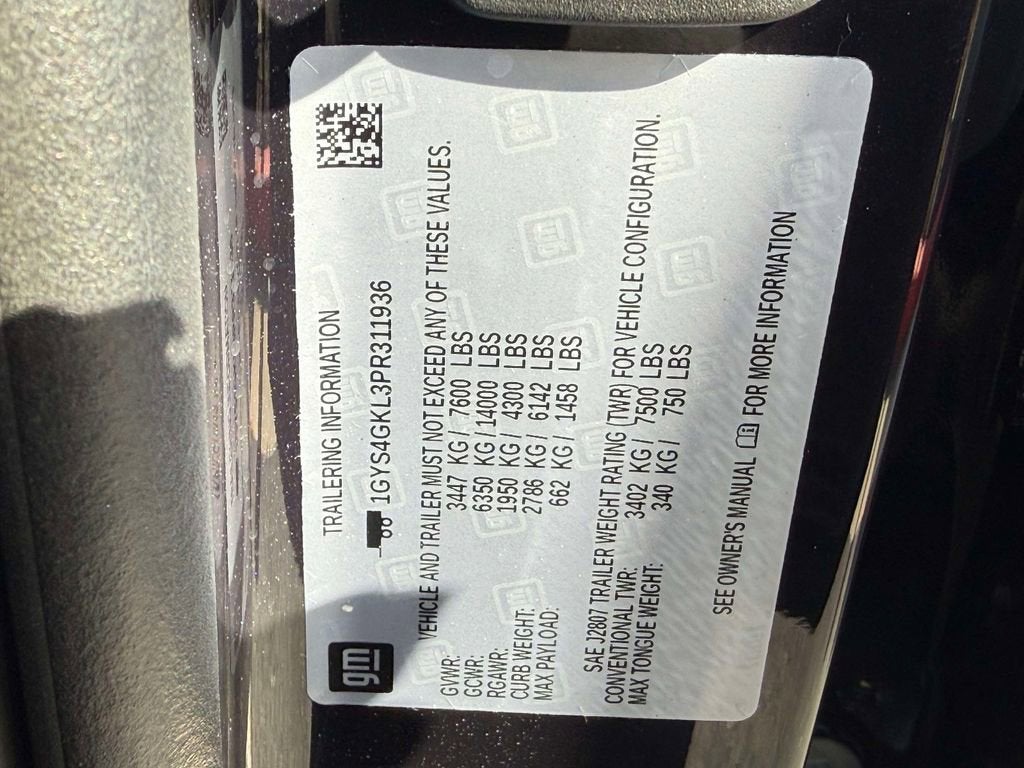 gm
TRAILERING INFORMATION
1GYS4GKL3PR311936
VEHICLE AND TRAILER MUST NOT EXCEED ANY OF THESE VALUES.
GVWR: 3447 KG / 7600 LBS
GCWR: 6350 KG / 14000 LBS
RGAWR: 1950 KG / 4300 LBS
CURB WEIGHT: 2786 KG / 6142 LBS
MAX PAYLOAD: 662 KG / 1458 LBS
SAE J2807 TRAILER WEIGHT RATING (TWR) FOR VEHICLE CONFIGURATION.
CONVENTIONAL TWR: 3402 KG / 7500 LBS
MAX TONGUE WEIGHT: 340 KG / 750 LBS
SEE OWNER'S MANUAL FOR MORE INFORMATION